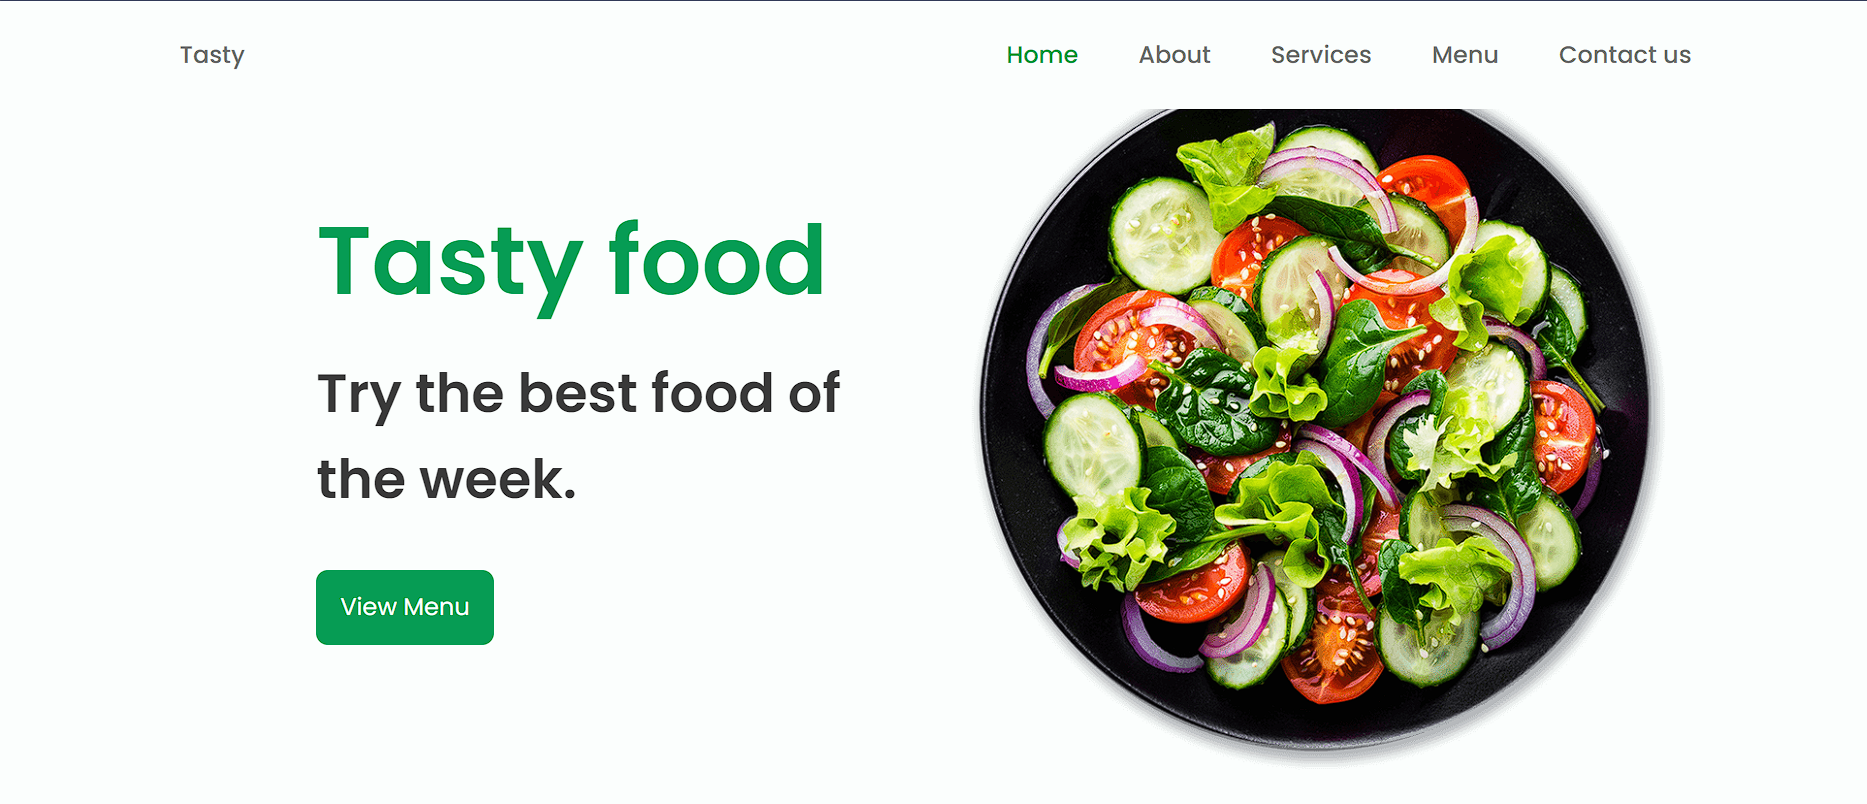 Tasty
Home About Services Menu Contact us
Tasty food
Try the best food of
the week.
View Menu